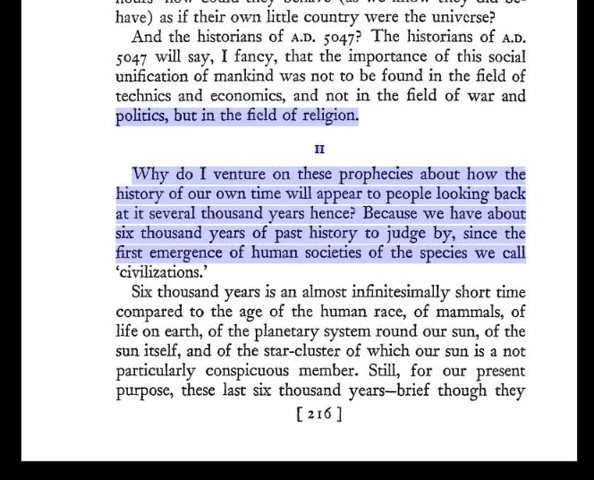 have) as if their own little country were the universe?
And the historians of A.D. 5047? The historians of A.D.
5047 will say, I fancy, that the importance of this social
unification of mankind was not to be found in the field of
technics and economics, and not in the field of war and
politics, but in the field of religion.
II
Why do I venture on these prophecies about how the
history of our own time will appear to people looking back
at it several thousand years hence? Because we have about
six thousand years of past history to judge by, since the
first emergence of human societies of the species we call
‘civilizations.’
Six thousand years is an almost infinitesimally short time
compared to the age of the human race, of mammals, of
life on earth, of the planetary system round our sun, of the
sun itself, and of the star-cluster of which our sun is a not
particularly conspicuous member. Still, for our present
purpose, these last six thousand years—brief though they
[ 216 ]